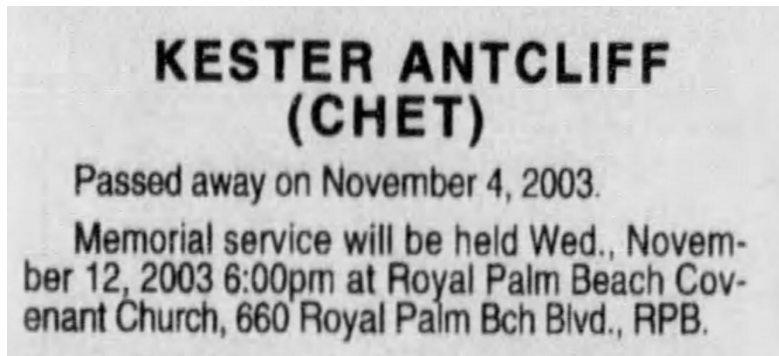 KESTER ANTCLIFF
(CHET)
Passed away on November 4, 2003.
Memorial service will be held Wed., Novem-
ber 12, 2003 6:00pm at Royal Palm Beach Cov-
enant Church, 660 Royal Palm Bch Blvd., RPB.